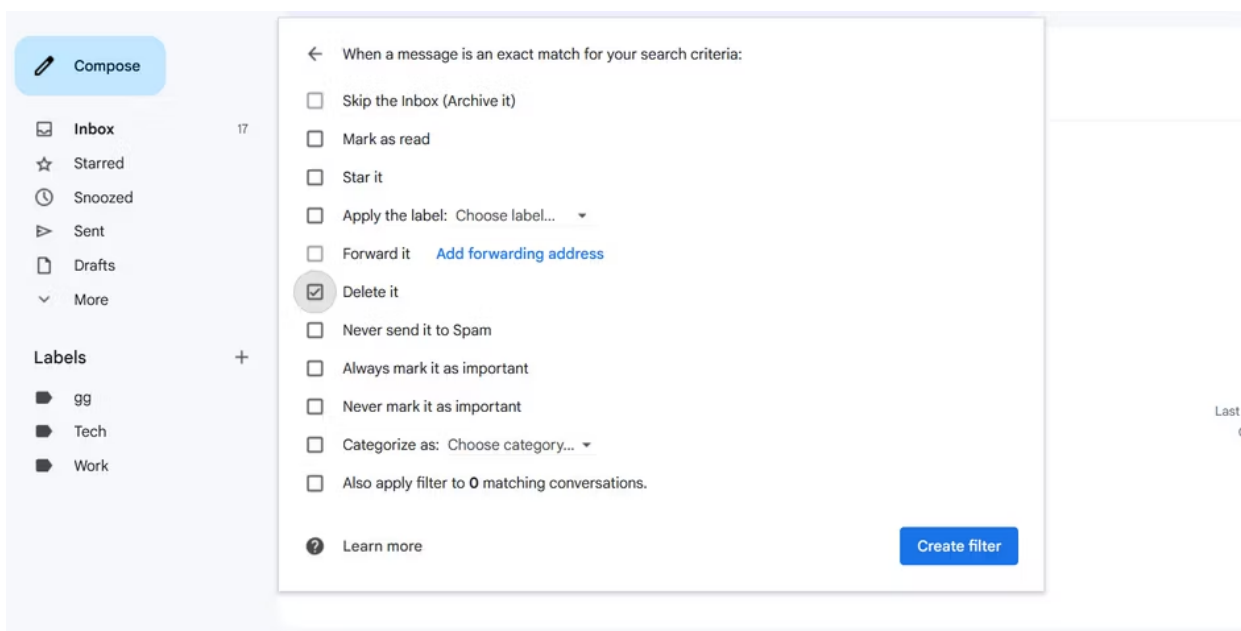 Compose
Inbox 17
Starred
Snoozed
Sent
Drafts
More
Labels +
gg
Tech
Work
When a message is an exact match for your search criteria:
Skip the Inbox (Archive it)
Mark as read
Star it
Apply the label: Choose label...
Forward it Add forwarding address
Delete it
Never send it to Spam
Always mark it as important
Never mark it as important
Categorize as: Choose category...
Also apply filter to 0 matching conversations.
? Learn more
Create filter
Last